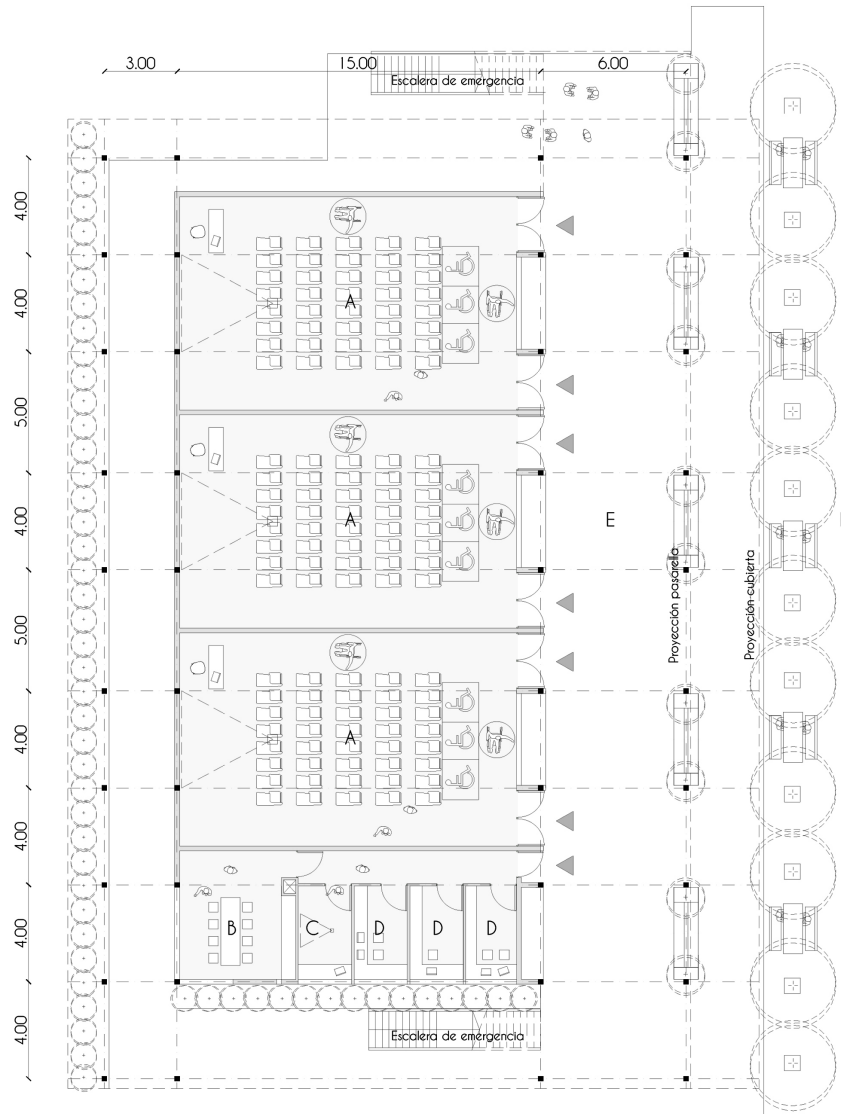 3.00
15.00
6.00
Escalera de emergencia
4.00
4.00
5.00
4.00
5.00
4.00
4.00
4.00
4.00
A
A
A
E
Proyección pasarella
Proyección cubierta
B
C
D
D
D
Escalera de emergencia